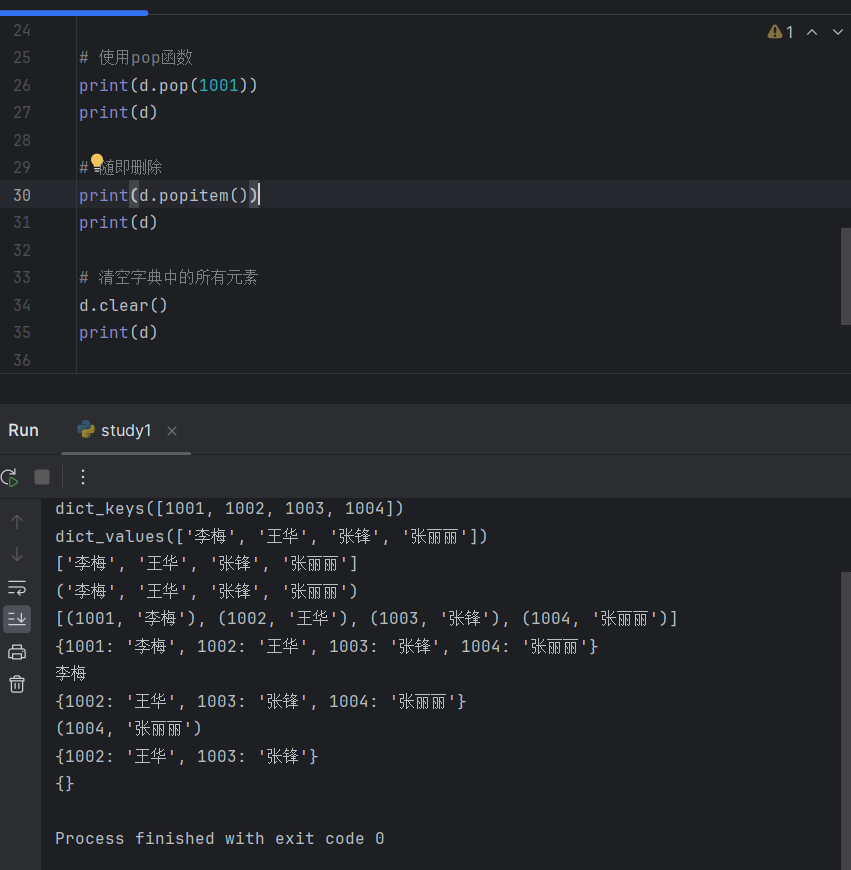 24
25 # 使用pop函数
26 print(d.pop(1001))
27 print(d)
28
29 # 随即删除
30 print(d.popitem())
31 print(d)
32
33 # 清空字典中的所有元素
34 d.clear()
35 print(d)
36
1
Run study1
dict_keys([1001, 1002, 1003, 1004])
dict_values(['李梅', '王华', '张锋', '张丽丽'])
['李梅', '王华', '张锋', '张丽丽']
('李梅', '王华', '张锋', '张丽丽')
[(1001, '李梅'), (1002, '王华'), (1003, '张锋'), (1004, '张丽丽')]
{1001: '李梅', 1002: '王华', 1003: '张锋', 1004: '张丽丽'}
李梅
{1002: '王华', 1003: '张锋', 1004: '张丽丽'}
(1004, '张丽丽')
{1002: '王华', 1003: '张锋'}
{}
Process finished with exit code 0